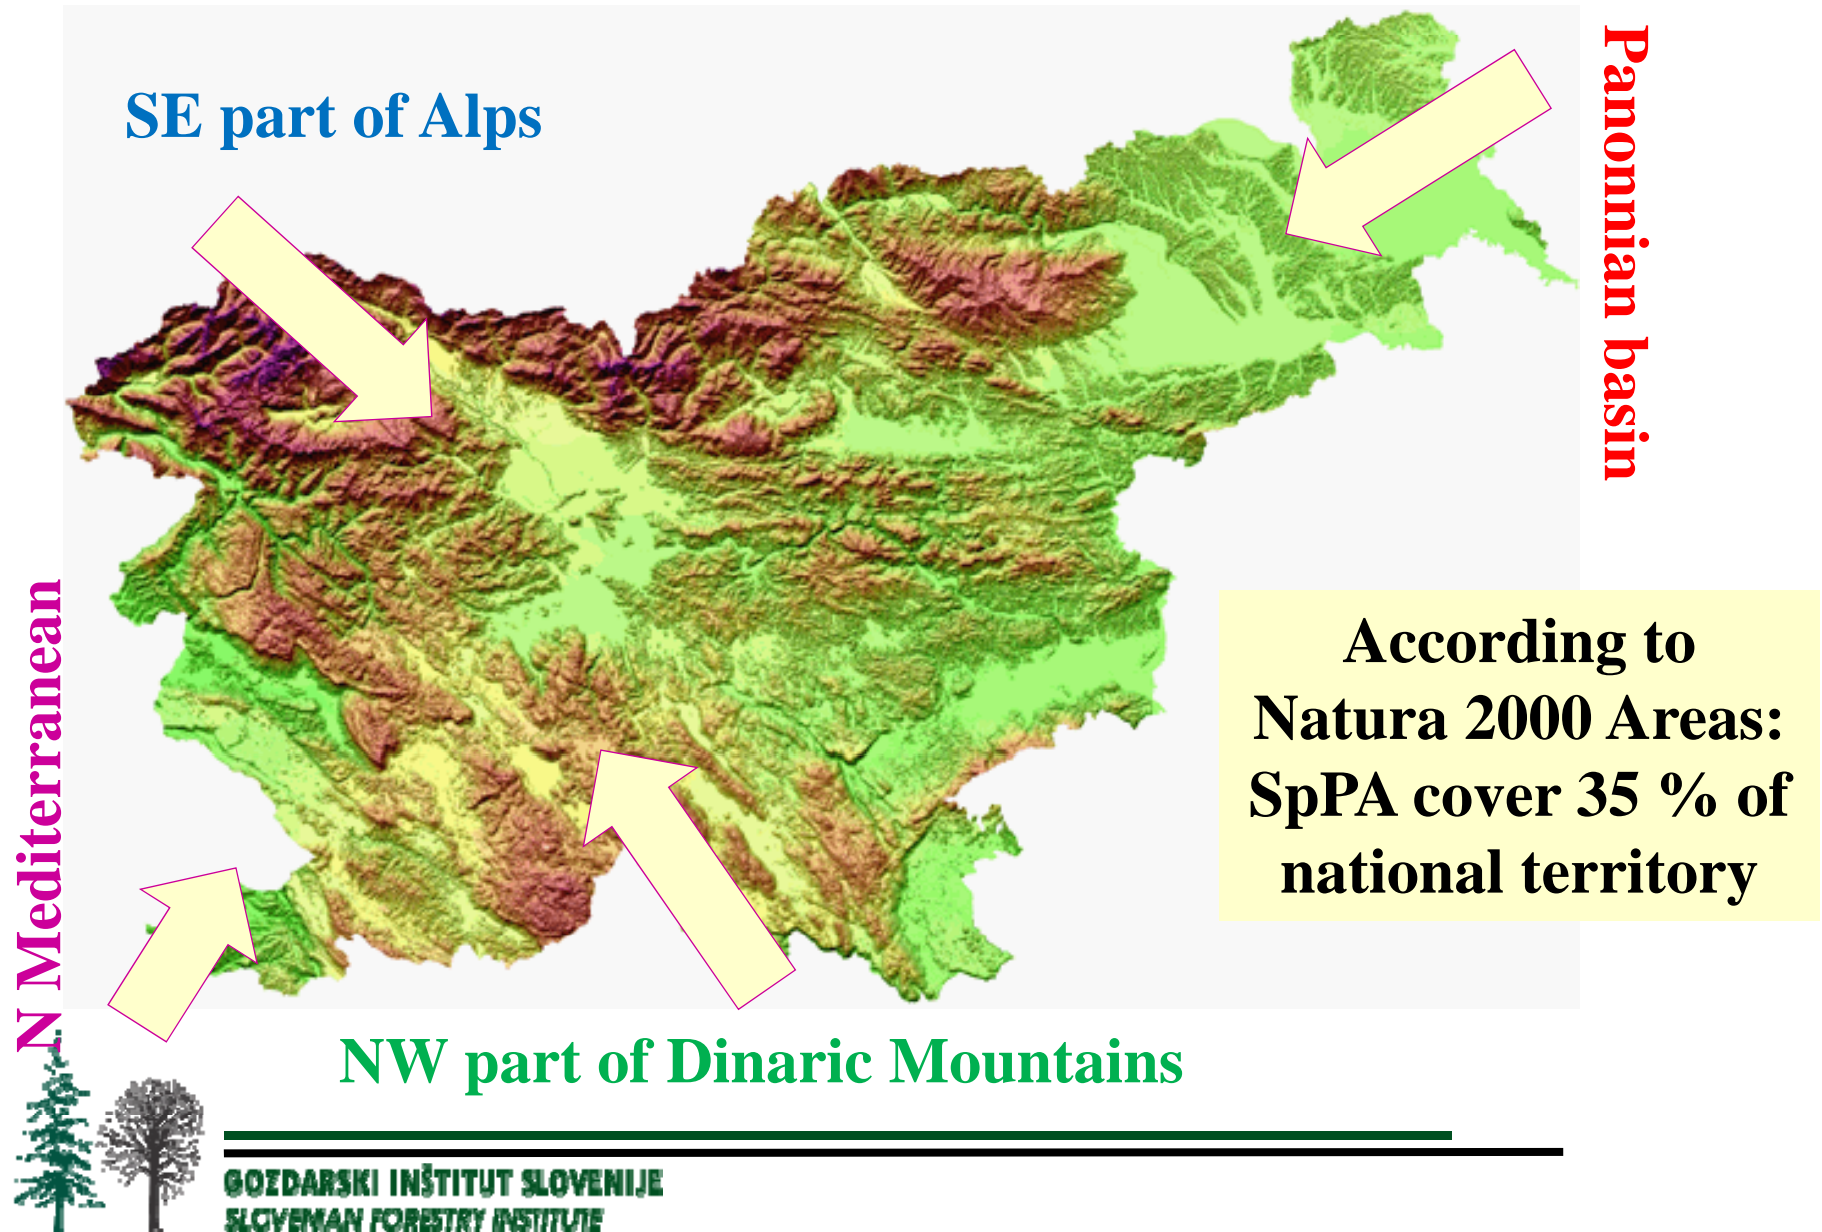 SE part of Alps
Panonnian basin
N Mediterranean
According to
Natura 2000 Areas:
SpPA cover 35 % of
national territory
NW part of Dinaric Mountains
GOZDARSKI INŠTITUT SLOVENIJE
SLOVENIAN FORESTRY INSTITUTE